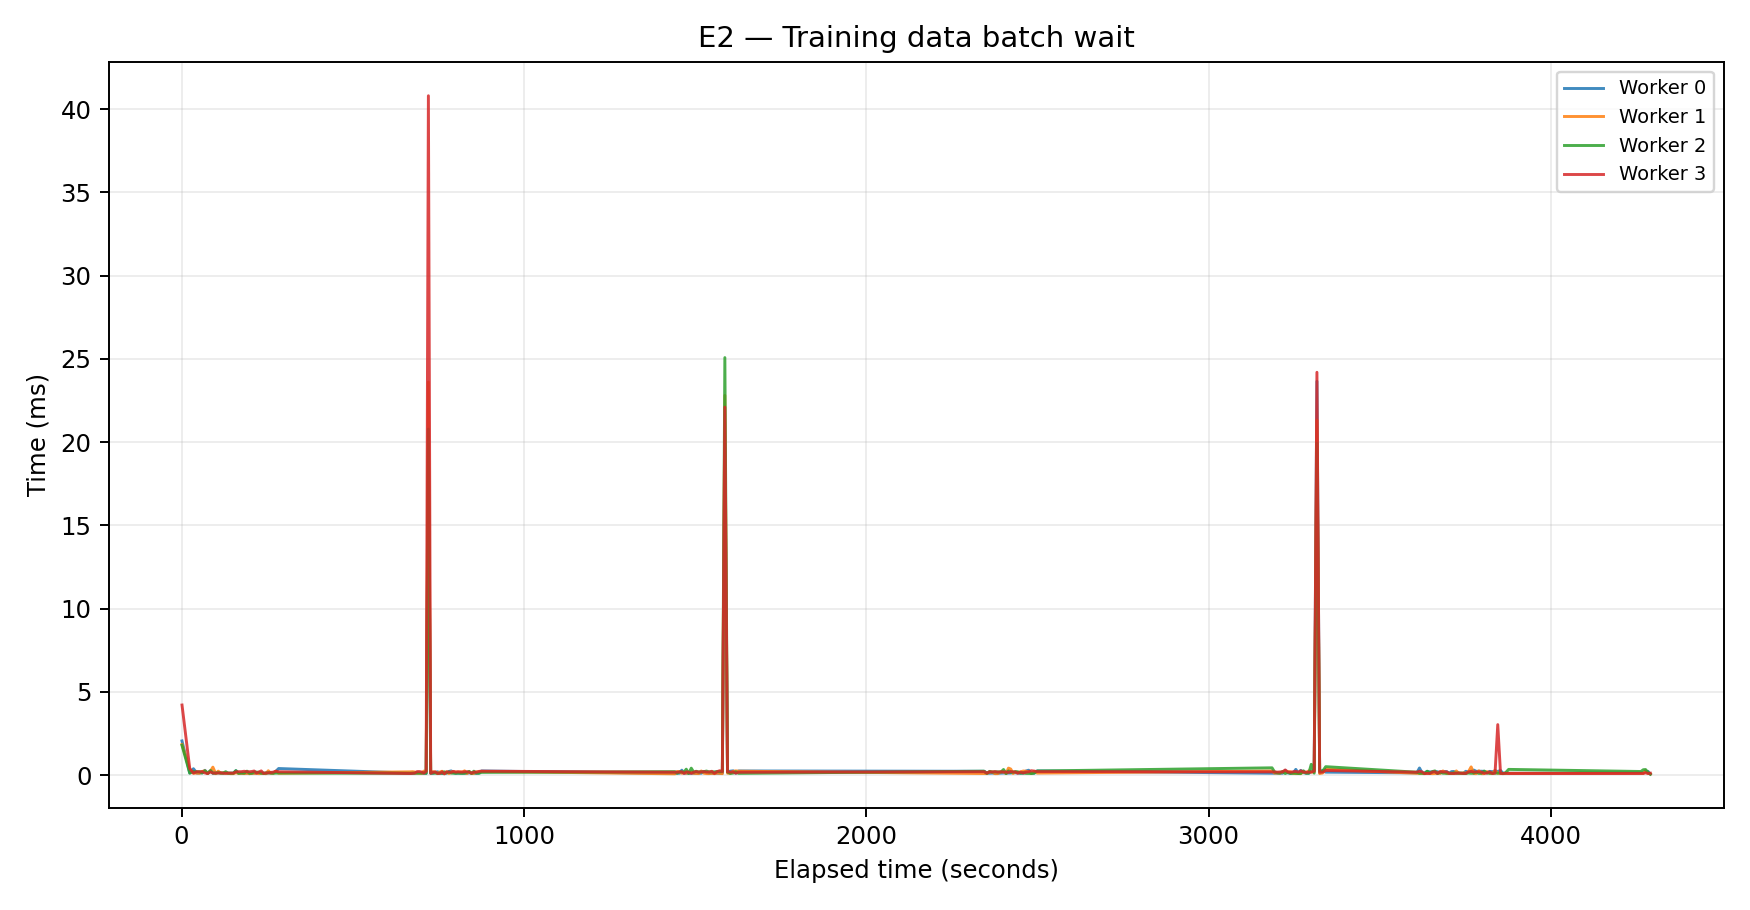 E2 — Training data batch wait
Time (ms)
40
35
30
25
20
15
10
5
0
0
1000
2000
3000
4000
Elapsed time (seconds)
Worker 0
Worker 1
Worker 2
Worker 3